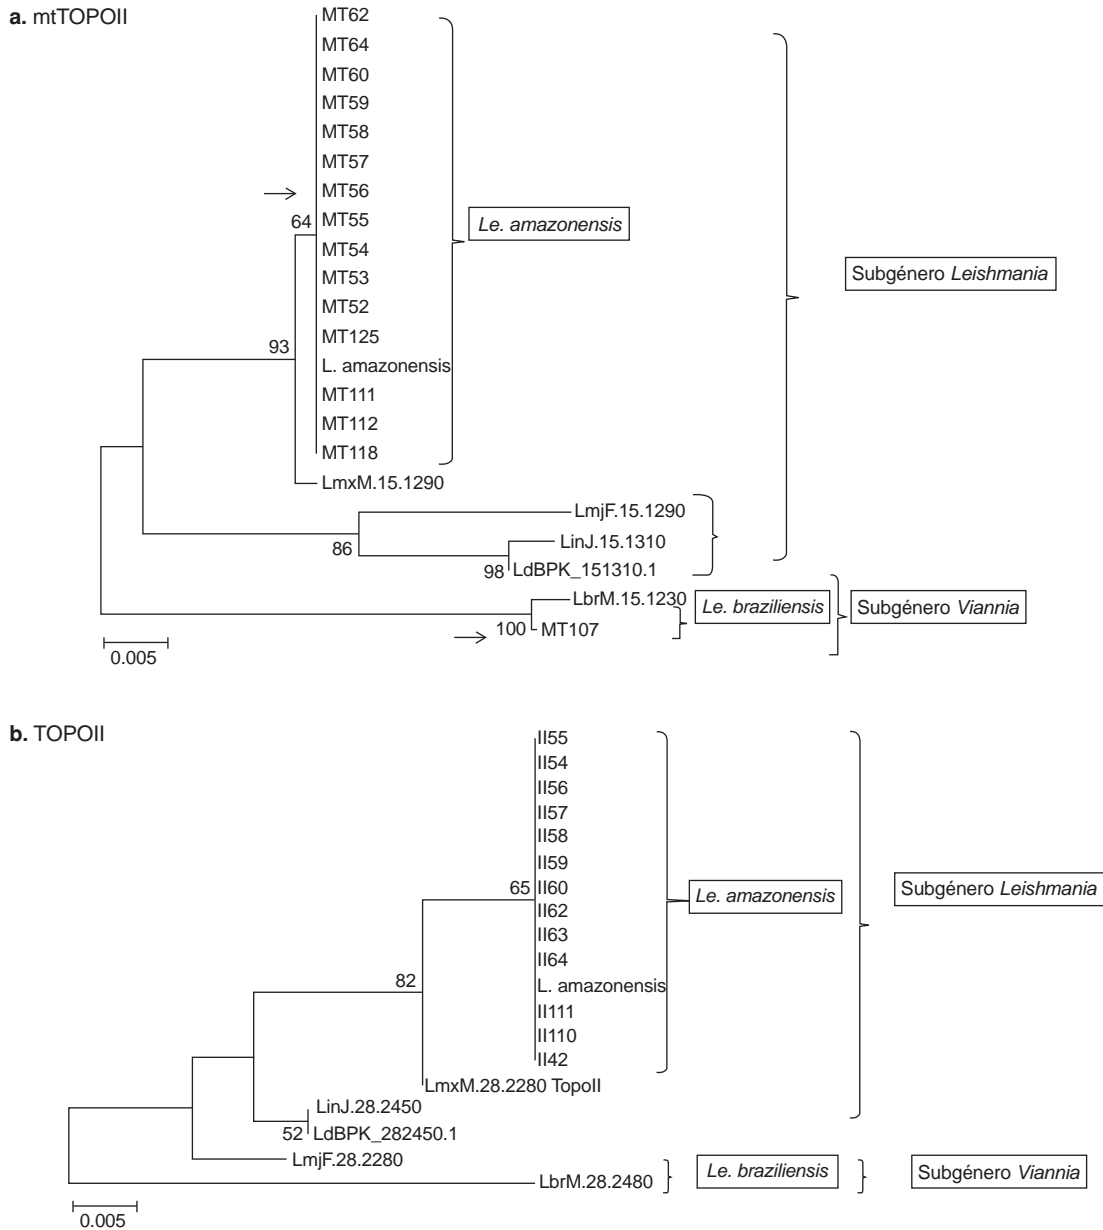 a. mtTOPOII
MT62
MT64
MT60
MT59
MT58
MT57
MT56
64
MT55
Le. amazonensis
MT54
Subgénero Leishmania
MT53
MT52
MT125
93
L. amazonensis
MT111
MT112
MT118
LmxM.15.1290
LmjF.15.1290
86
LinJ.15.1310
98
LdBPK_151310.1
LbrM.15.1230
Le. braziliensis
Subgénero Viannia
100
MT107
0.005
b. TOPOII
II55
II54
II56
II57
II58
II59
65
II60
Le. amazonensis
Subgénero Leishmania
II62
II63
II64
82
L. amazonensis
II111
II110
II42
LmxM.28.2280 TopoII
LinJ.28.2450
52
LdBPK_282450.1
LmjF.28.2280
LbrM.28.2480
Le. braziliensis
Subgénero Viannia
0.005